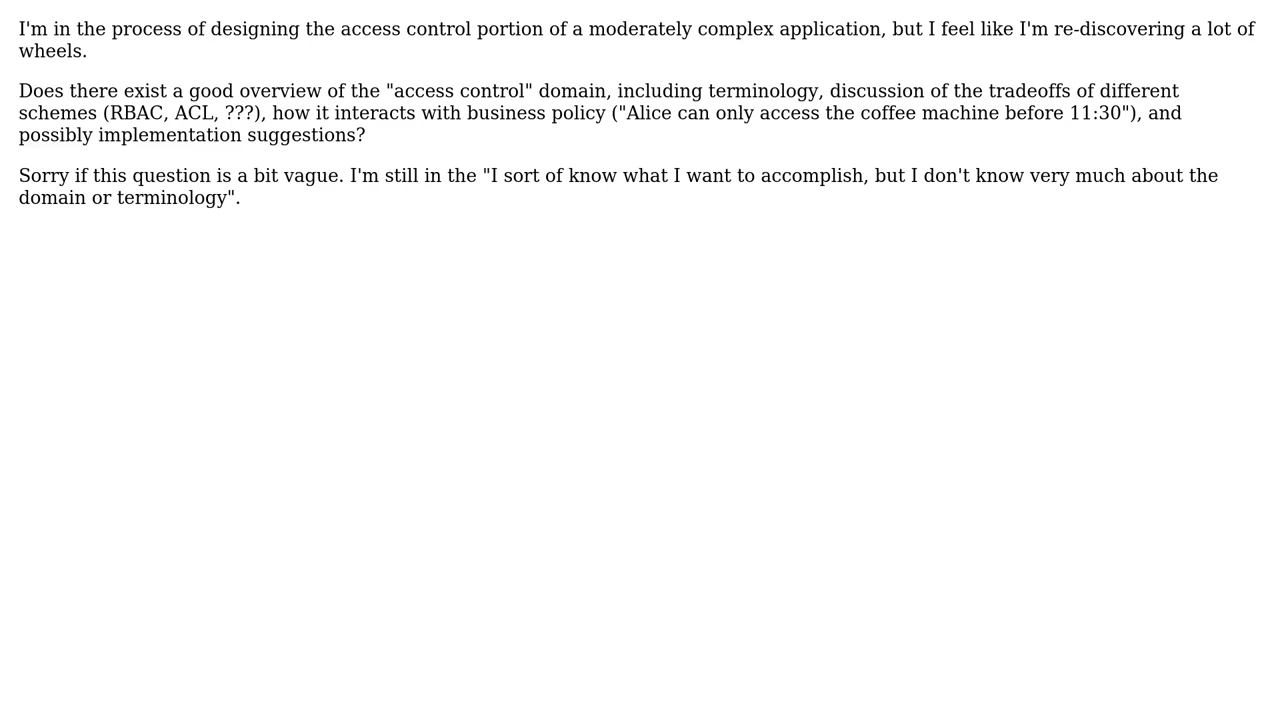 I'm in the process of designing the access control portion of a moderately complex application, but I feel like I'm re-discovering a lot of
wheels.
Does there exist a good overview of the "access control" domain, including terminology, discussion of the tradeoffs of different
schemes (RBAC, ACL, ???), how it interacts with business policy ("Alice can only access the coffee machine before 11:30"), and
possibly implementation suggestions?
Sorry if this question is a bit vague. I'm still in the "I sort of know what I want to accomplish, but I don't know very much about the
domain or terminology".